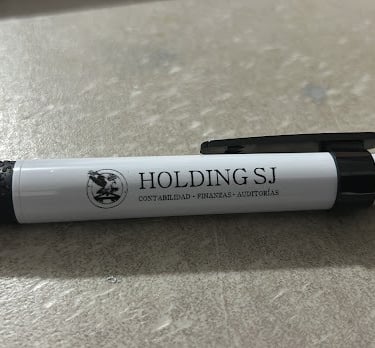 HOLDING SJ
CONTABILIDAD - FINANZAS - AUDITORÍAS